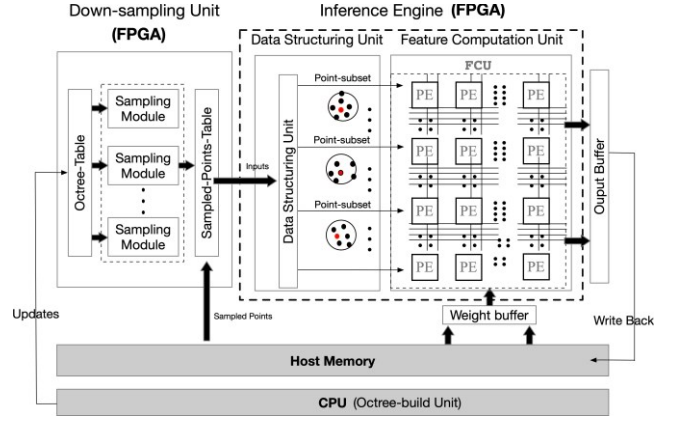 Down-sampling Unit
(FPGA)
Inference Engine (FPGA)
Data Structuring Unit
Feature Computation Unit
FCU
Octree-Table
Sampling
Module
Sampling
Module
Sampling
Module
Sampled-Points-Table
Inputs
Data Structuring Unit
Point-subset
Point-subset
Point-subset
PE
PE
PE
PE
PE
PE
PE
PE
PE
PE
PE
PE
Ouput Buffer
Updates
Sampled Points
Weight buffer
Write Back
Host Memory
CPU (Octree-build Unit)